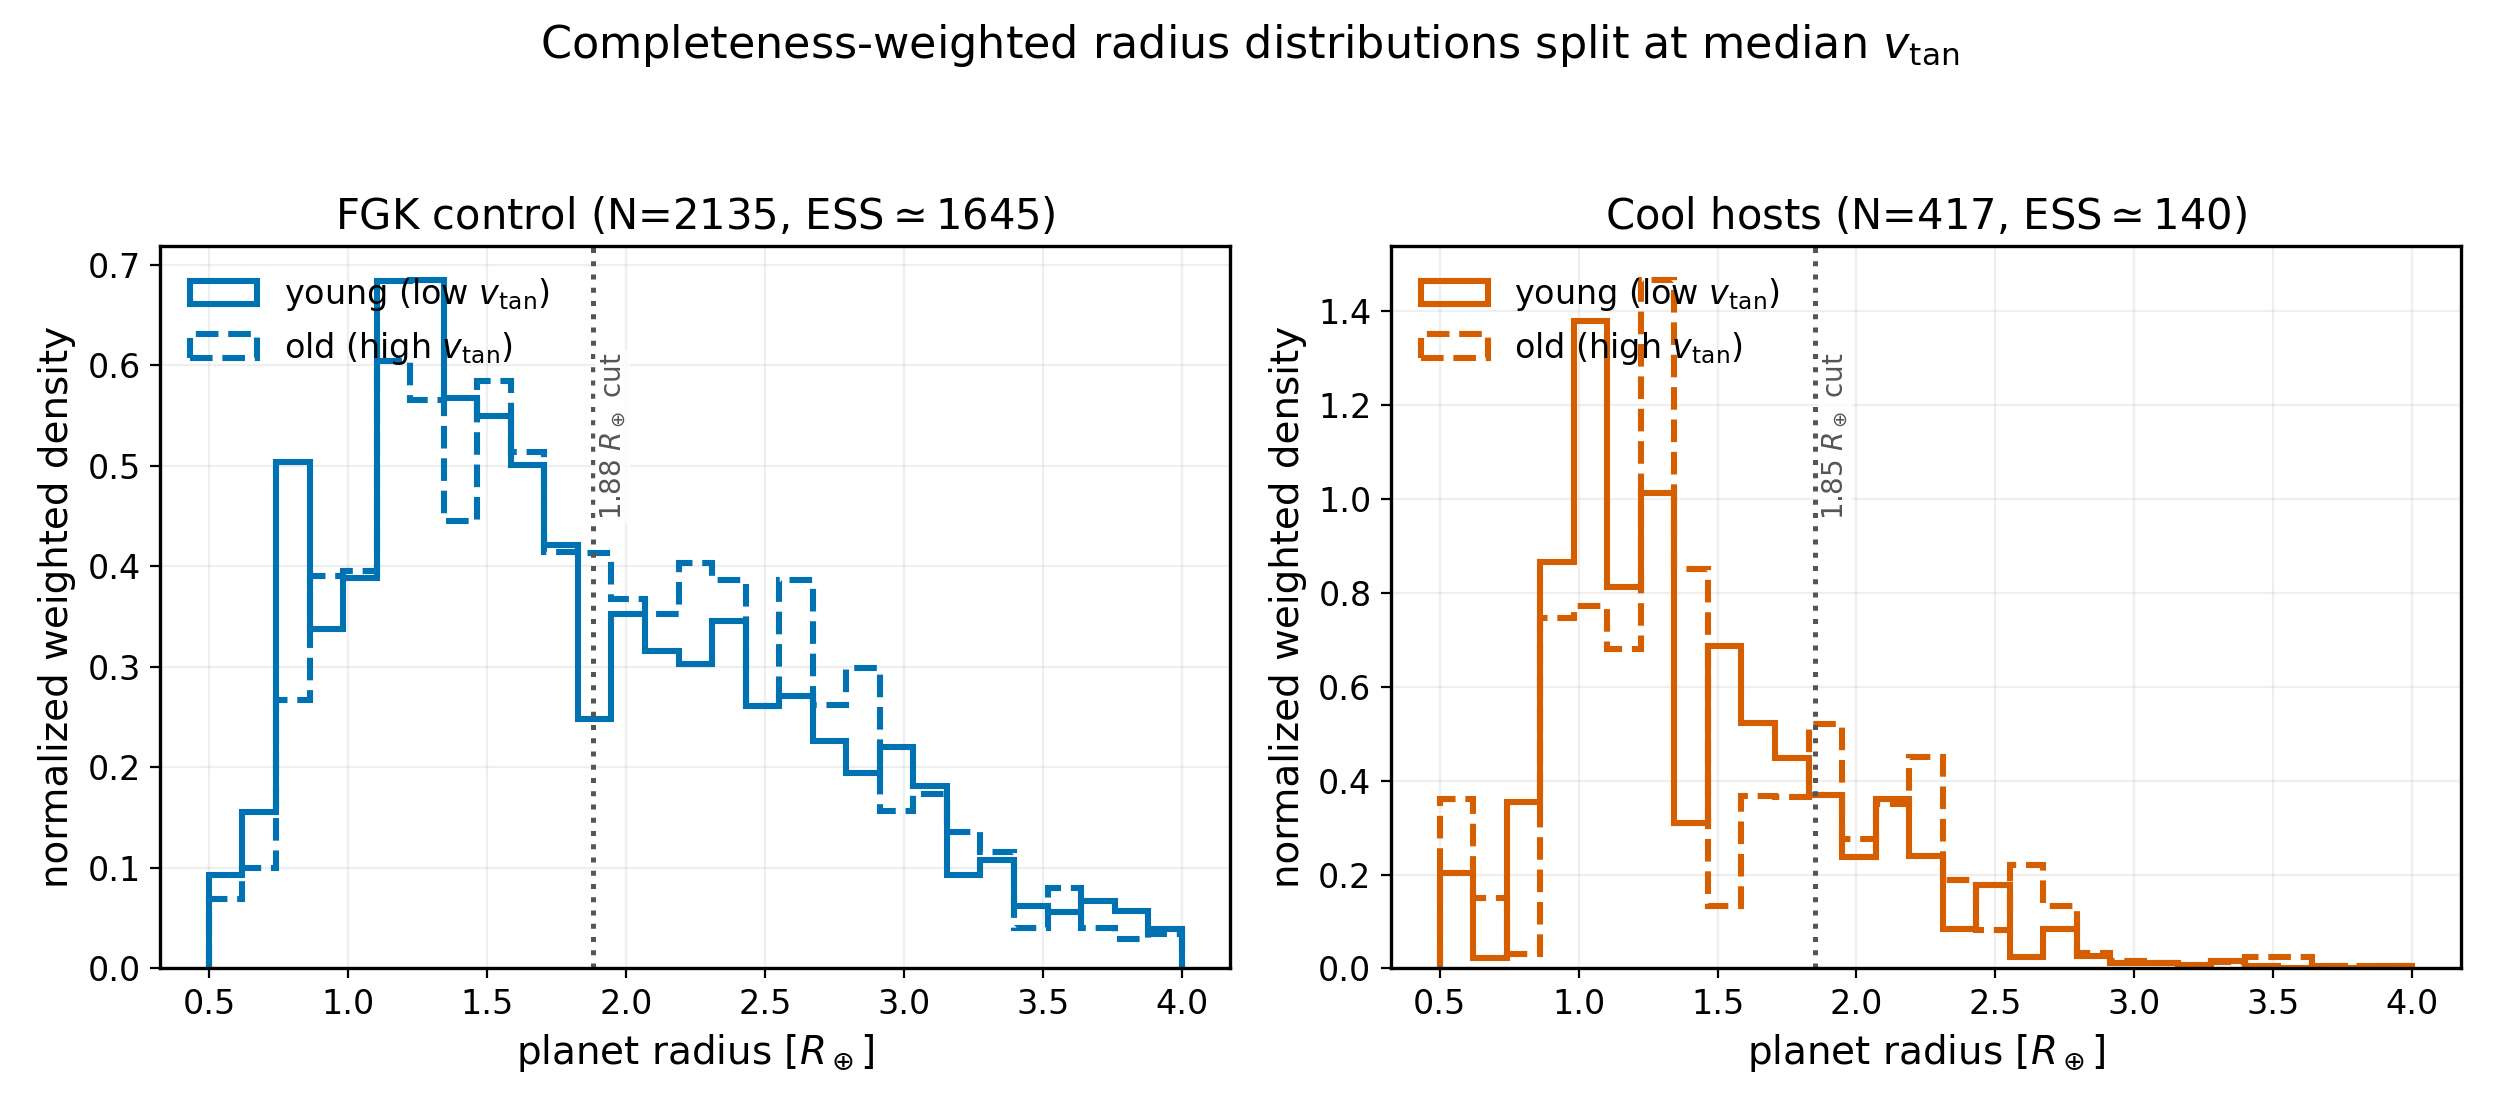 Completeness-weighted radius distributions split at median v_tan
FGK control (N=2135, ESS≃1645)
young (low v_tan)
old (high v_tan)
1.88 R⊕ cut
normalized weighted density
0.7
0.6
0.5
0.4
0.3
0.2
0.1
0.0
0.5 1.0 1.5 2.0 2.5 3.0 3.5 4.0
planet radius [R⊕]
Cool hosts (N=417, ESS≃140)
young (low v_tan)
old (high v_tan)
1.85 R⊕ cut
normalized weighted density
1.4
1.2
1.0
0.8
0.6
0.4
0.2
0.0
0.5 1.0 1.5 2.0 2.5 3.0 3.5 4.0
planet radius [R⊕]